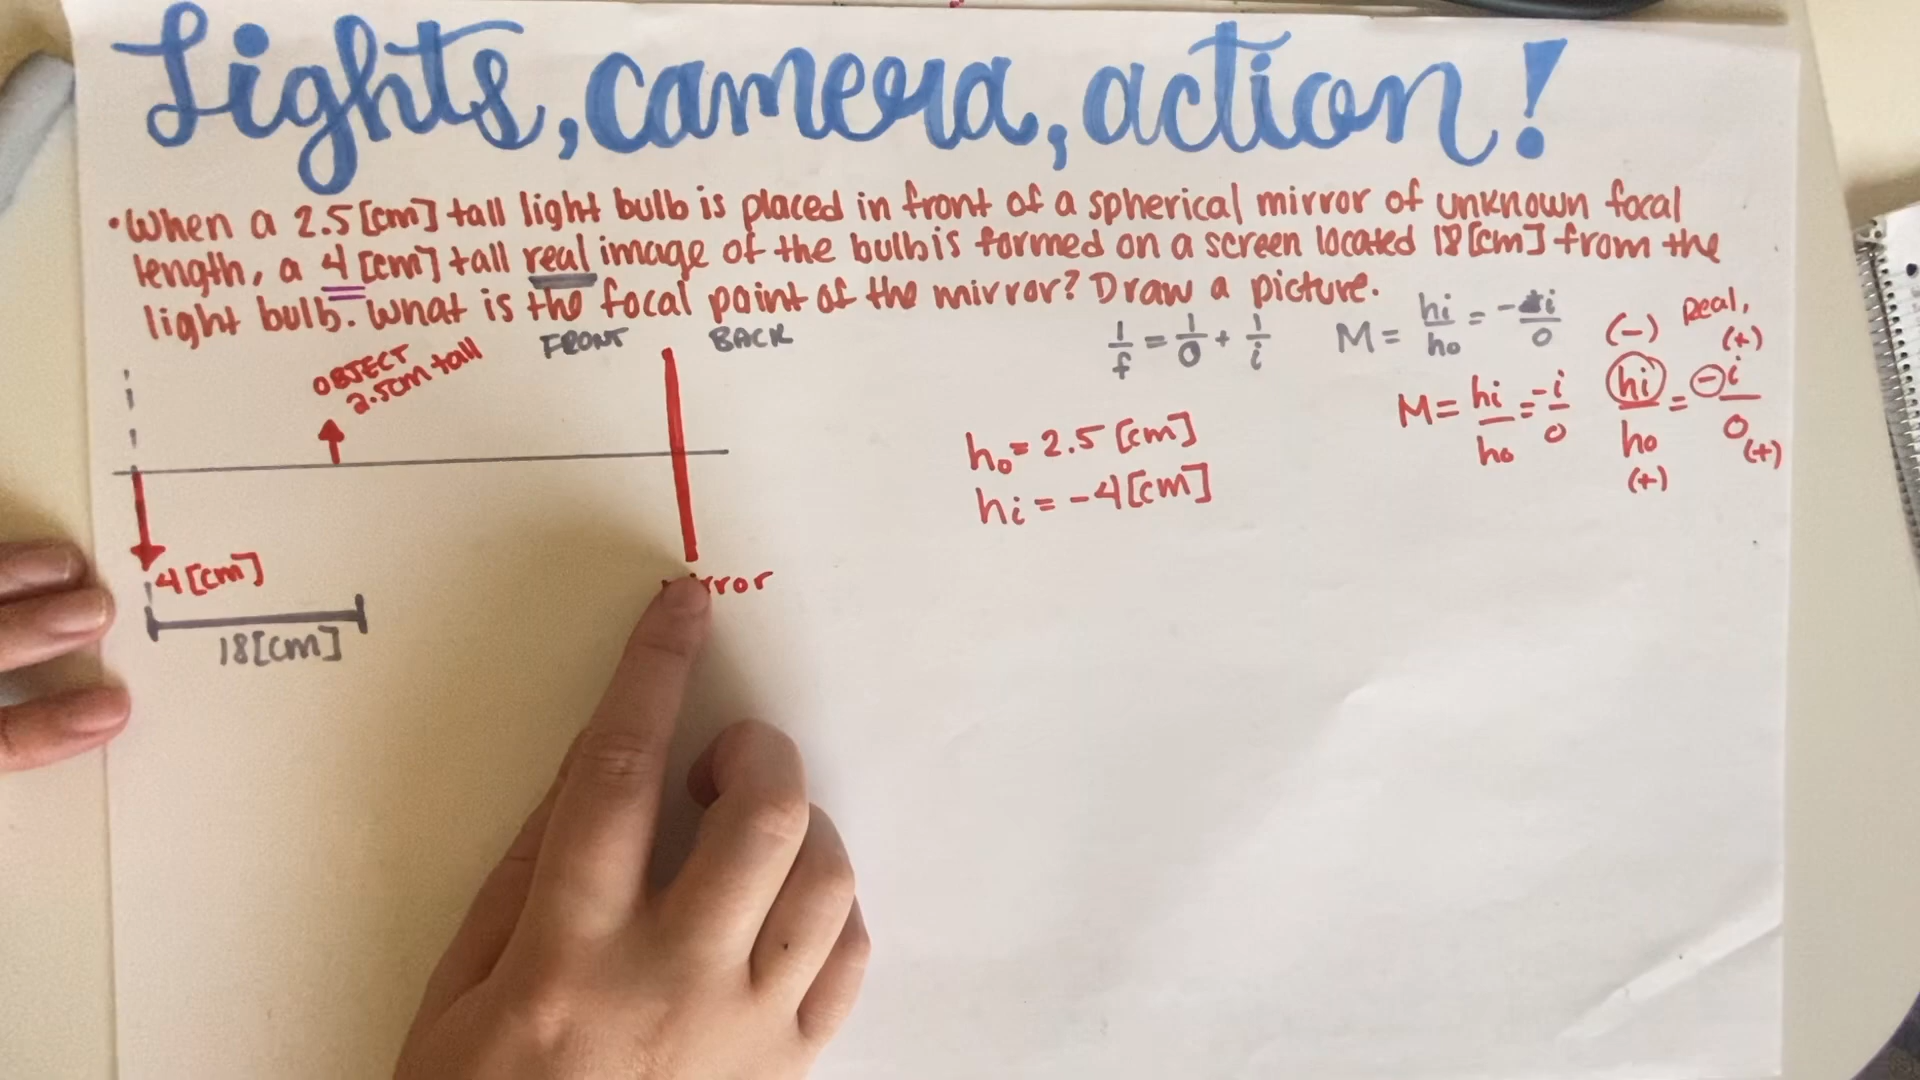 Lights, camera, action!
•When a 2.5[cm] tall light bulb is placed in front of a spherical mirror of unknown focal
length, a 4 [cm] tall real image of the bulb is formed on a screen located 18[cm] from the
light bulb. What is the focal point of the mirror? Draw a picture.
OBJECT
2.5cm tall
FRONT
BACK
4[cm]
18[cm]
1/f = 1/o + 1/i
M = hi/ho = -i/o
M = hi/ho = -i/o
(-) Real, (+)
hi/ho = -i/o
(+) (+)
ho = 2.5 [cm]
hi = -4[cm]